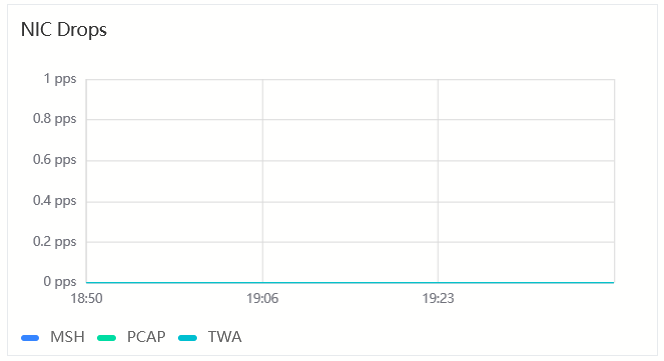 NIC Drops
1 pps
0.8 pps
0.6 pps
0.4 pps
0.2 pps
0 pps
18:50 19:06 19:23
MSH PCAP TWA